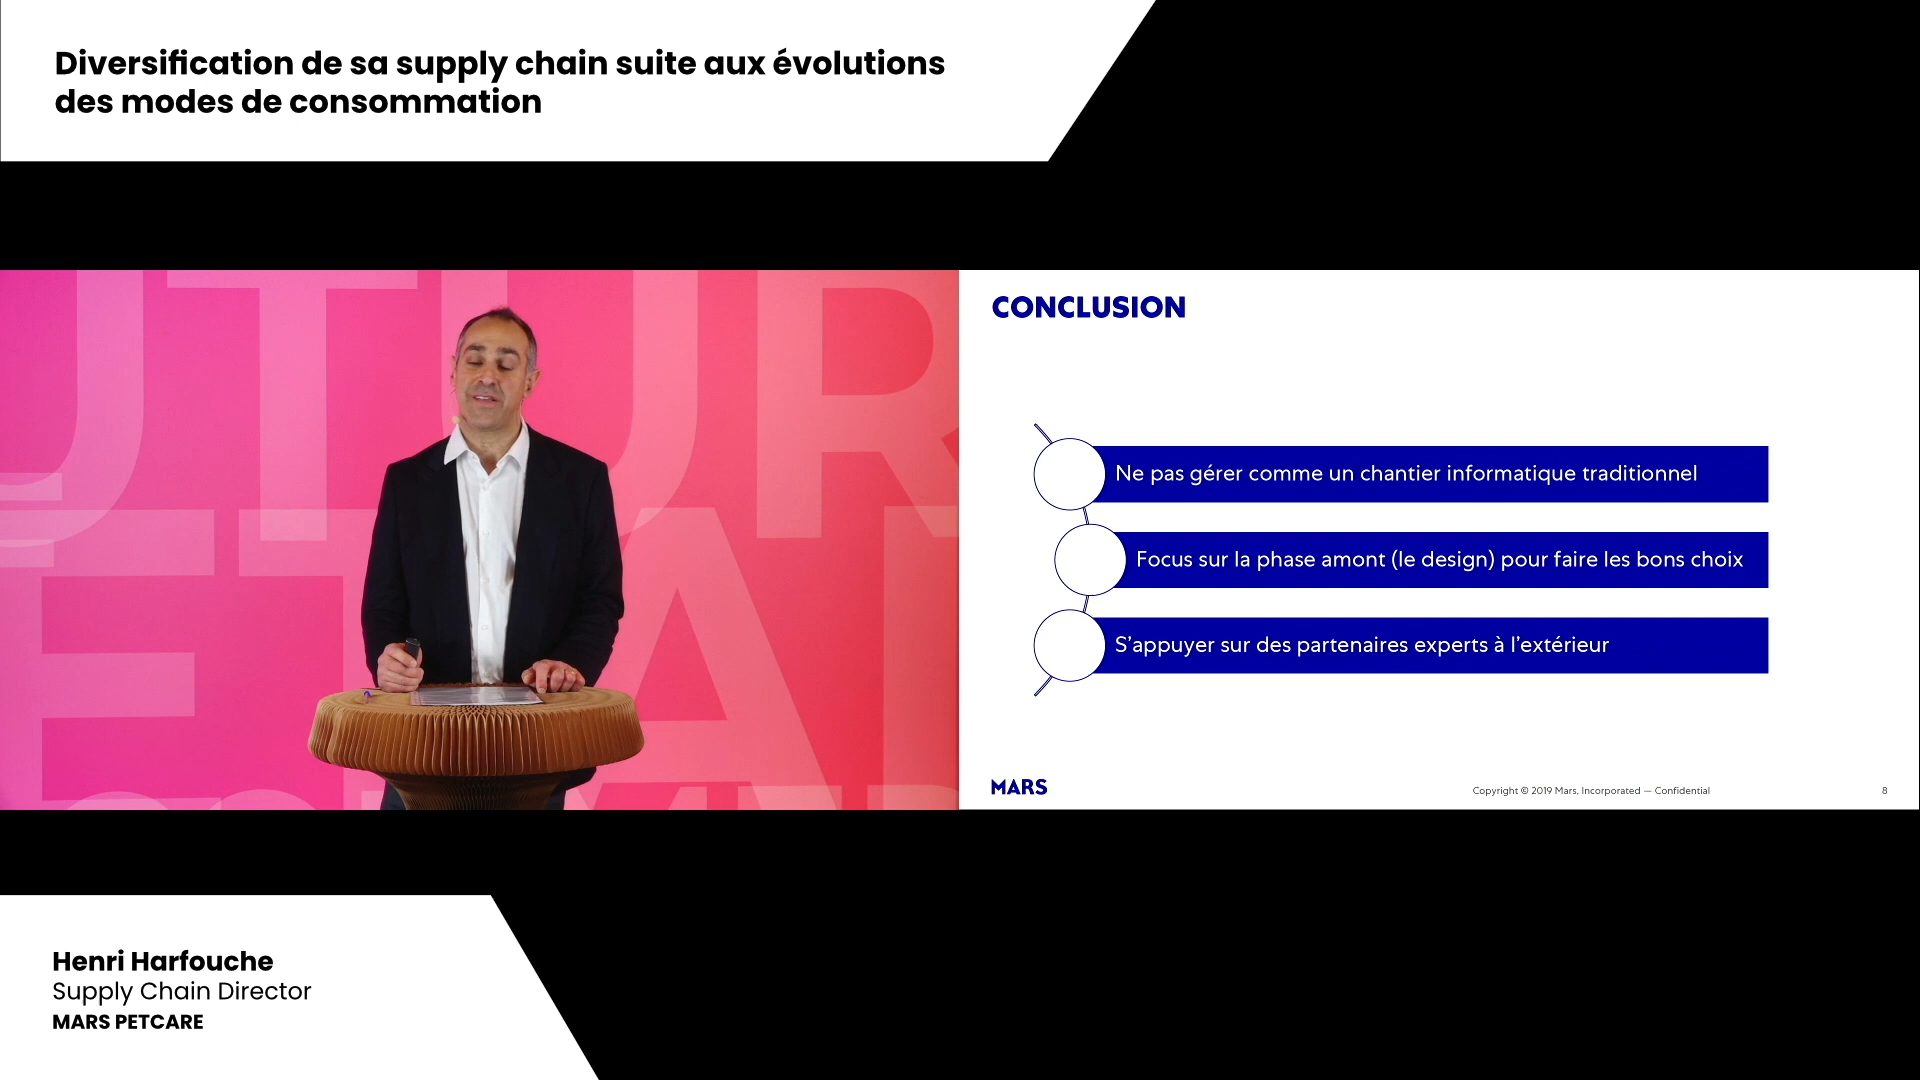 Diversification de sa supply chain suite aux évolutions
des modes de consommation
UTUR
ETAI
CONCLUSION
Ne pas gérer comme un chantier informatique traditionnel
Focus sur la phase amont (le design) pour faire les bons choix
S'appuyer sur des partenaires experts à l'extérieur
MARS
Copyright © 2019 Mars, Incorporated — Confidential
8
Henri Harfouche
Supply Chain Director
MARS PETCARE